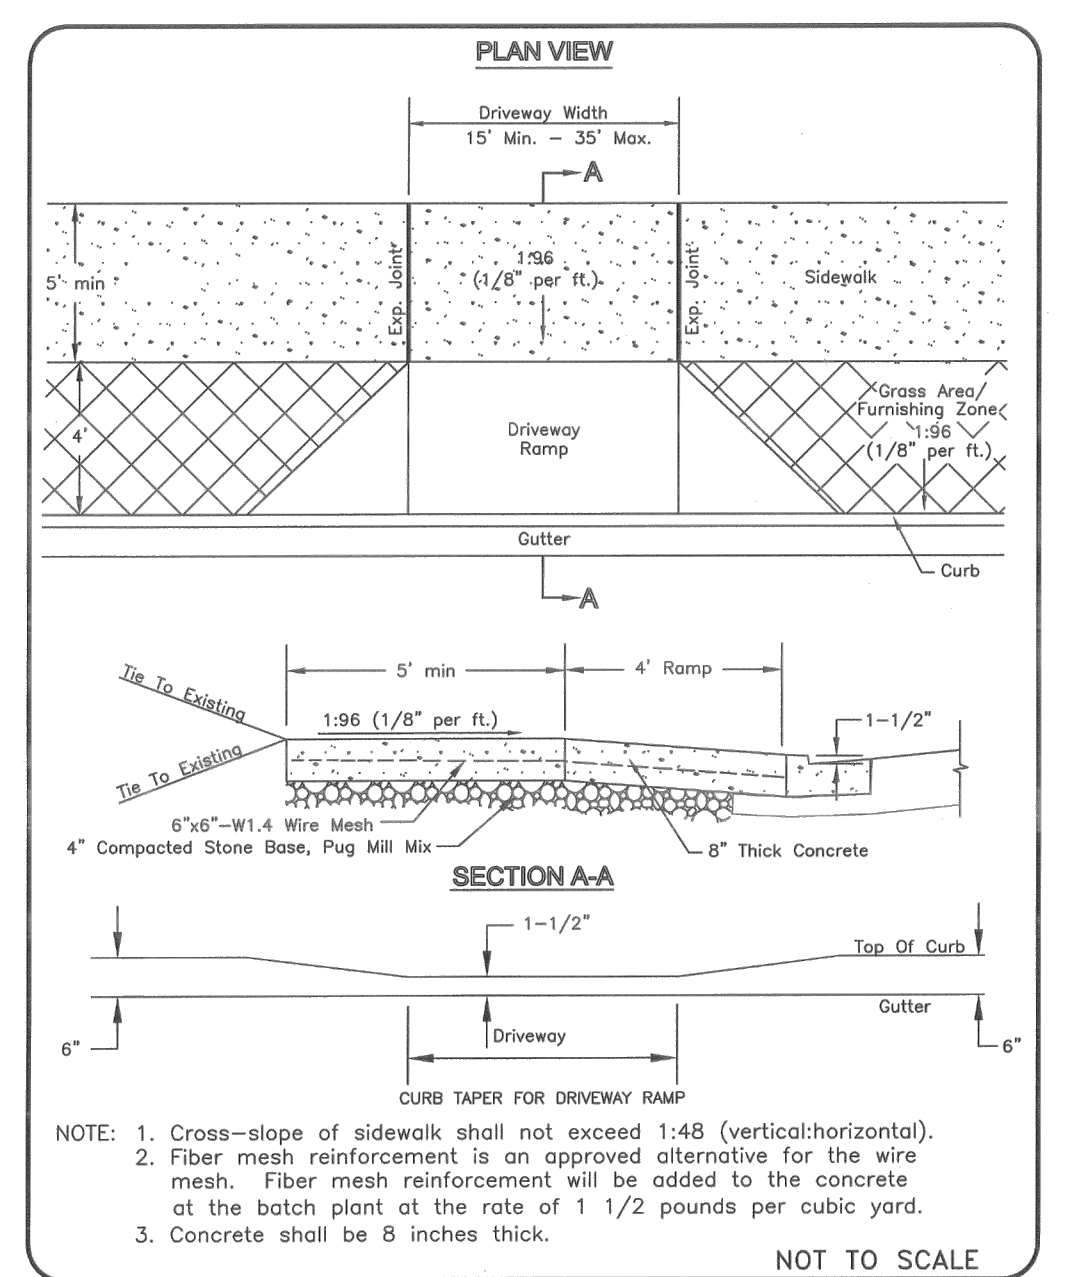 PLAN VIEW
Driveway Width
15' Min. – 35' Max.
A
5' min
Exp. Joint
1:96
(1/8" per ft.)
Exp. Joint
Sidewalk
4'
Driveway
Ramp
Grass Area/
Furnishing Zone
1:96
(1/8" per ft.)
Gutter
Curb
A
Tie To Existing
5' min
4' Ramp
1:96 (1/8" per ft.)
1-1/2"
Tie To Existing
6"x6"-W1.4 Wire Mesh
4" Compacted Stone Base, Pug Mill Mix
8" Thick Concrete
SECTION A-A
1-1/2"
Top Of Curb
Gutter
6"
Driveway
6"
CURB TAPER FOR DRIVEWAY RAMP
NOTE: 1. Cross-slope of sidewalk shall not exceed 1:48 (vertical:horizontal).
2. Fiber mesh reinforcement is an approved alternative for the wire
mesh. Fiber mesh reinforcement will be added to the concrete
at the batch plant at the rate of 1 1/2 pounds per cubic yard.
3. Concrete shall be 8 inches thick.
NOT TO SCALE